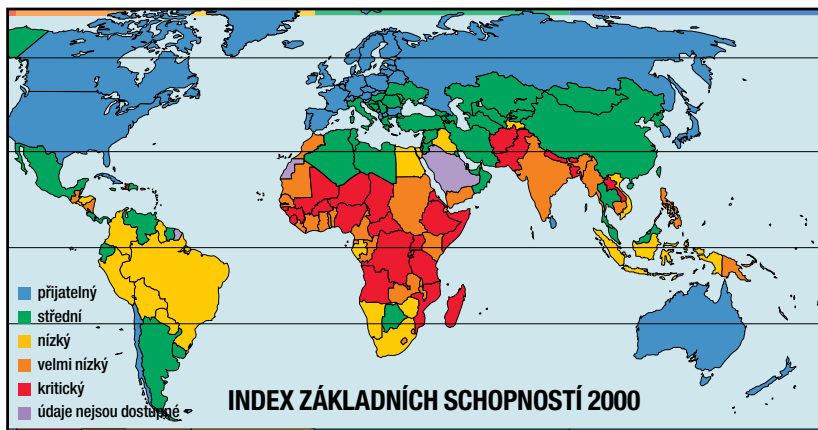 přijatelný
střední
nízký
velmi nízký
kritický
údaje nejsou dostupné
INDEX ZÁKLADNÍCH SCHOPNOSTÍ 2000